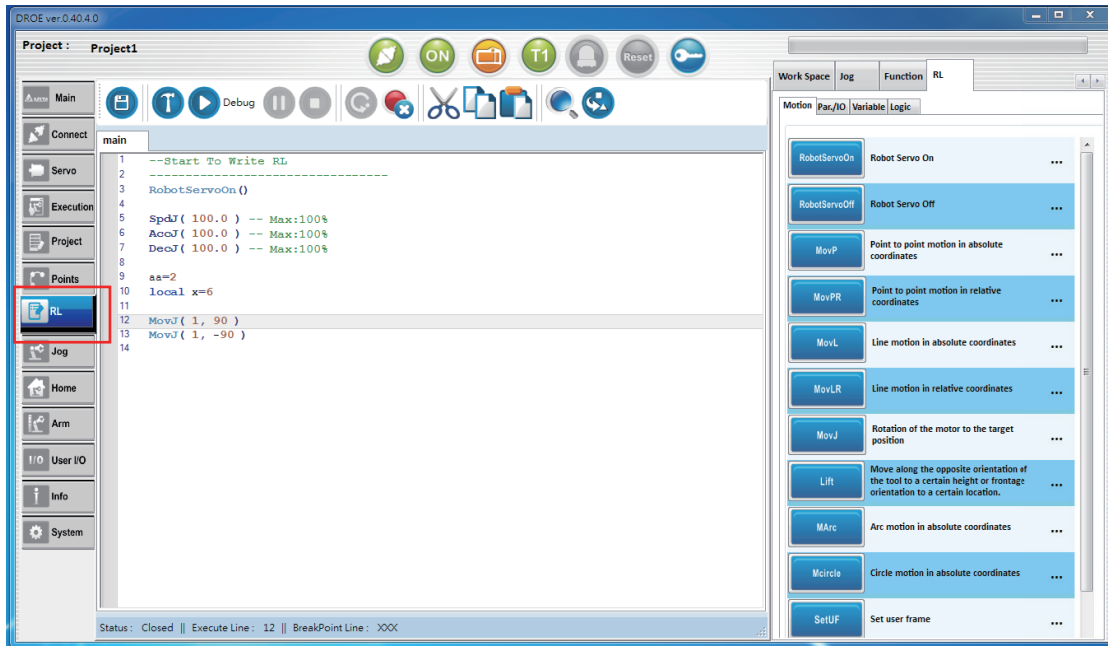 DROE ver.0.40.4.0
Project : Project1
ON T1 Reset
Main
Connect
Servo
Execution
Project
Points
RL
Jog
Home
Arm
I/O User I/O
Info
System
Debug
main
1 --Start To Write RL
2 ---------------------------------
3 RobotServoOn()
4
5 SpdJ( 100.0 ) -- Max:100%
6 AccJ( 100.0 ) -- Max:100%
7 DecJ( 100.0 ) -- Max:100%
8
9 aa=2
10 local x=6
11
12 MovJ( 1, 90 )
13 MovJ( 1, -90 )
14
Status : Closed || Execute Line : 12 || BreakPoint Line : XXX
Work Space Jog Function RL
Motion Par./IO Variable Logic
RobotServoOn Robot Servo On ...
RobotServoOff Robot Servo Off ...
MovP Point to point motion in absolute
coordinates ...
MovPR Point to point motion in relative
coordinates ...
MovL Line motion in absolute coordinates ...
MovLR Line motion in relative coordinates ...
MovJ Rotation of the motor to the target
position ...
Lift Move along the opposite orientation of
the tool to a certain height or frontage
orientation to a certain location. ...
MArc Arc motion in absolute coordinates ...
Mcircle Circle motion in absolute coordinates ...
SetUF Set user frame ...